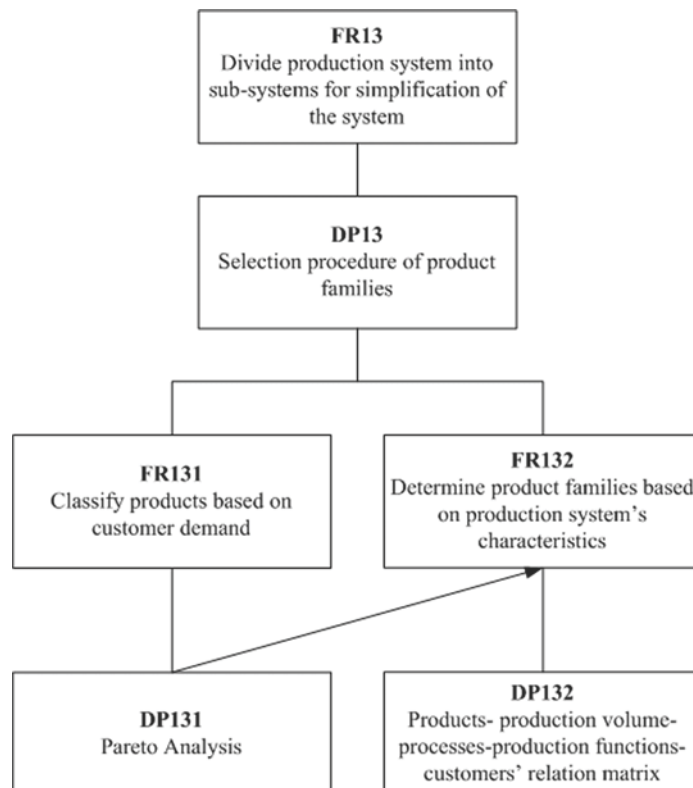 FR13
Divide production system into
sub-systems for simplification of
the system
DP13
Selection procedure of product
families
FR131
Classify products based on
customer demand
FR132
Determine product families based
on production system's
characteristics
DP131
Pareto Analysis
DP132
Products- production volume-
processes-production functions-
customers' relation matrix